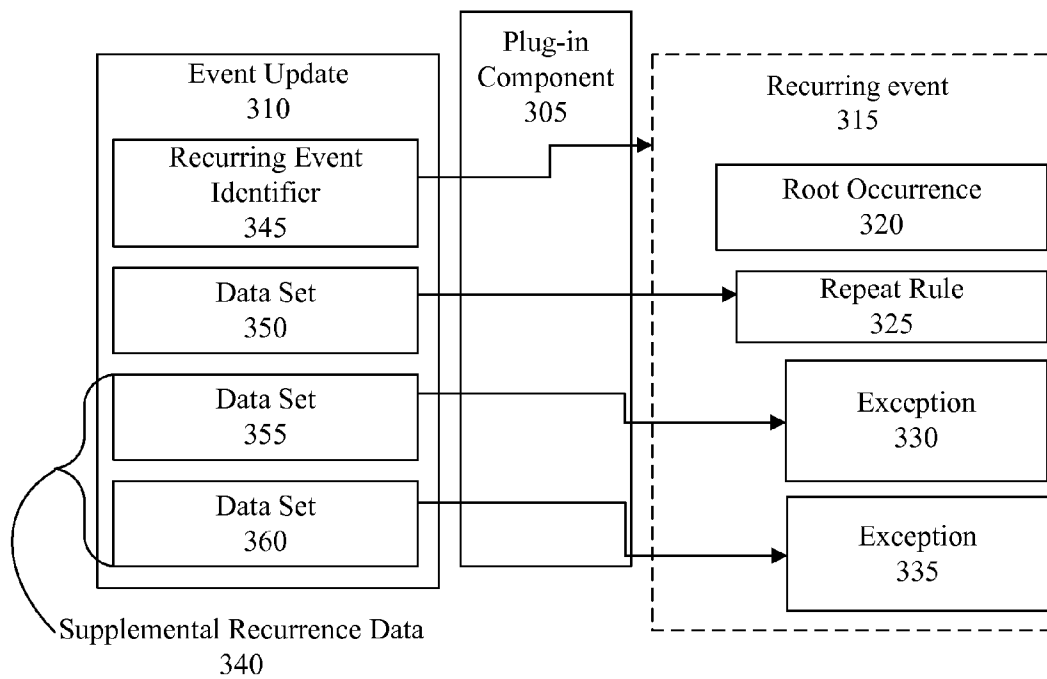 Event Update
310
Recurring Event
Identifier
345
Data Set
350
Data Set
355
Data Set
360
Supplemental Recurrence Data
340
Plug-in
Component
305
Recurring event
315
Root Occurrence
320
Repeat Rule
325
Exception
330
Exception
335